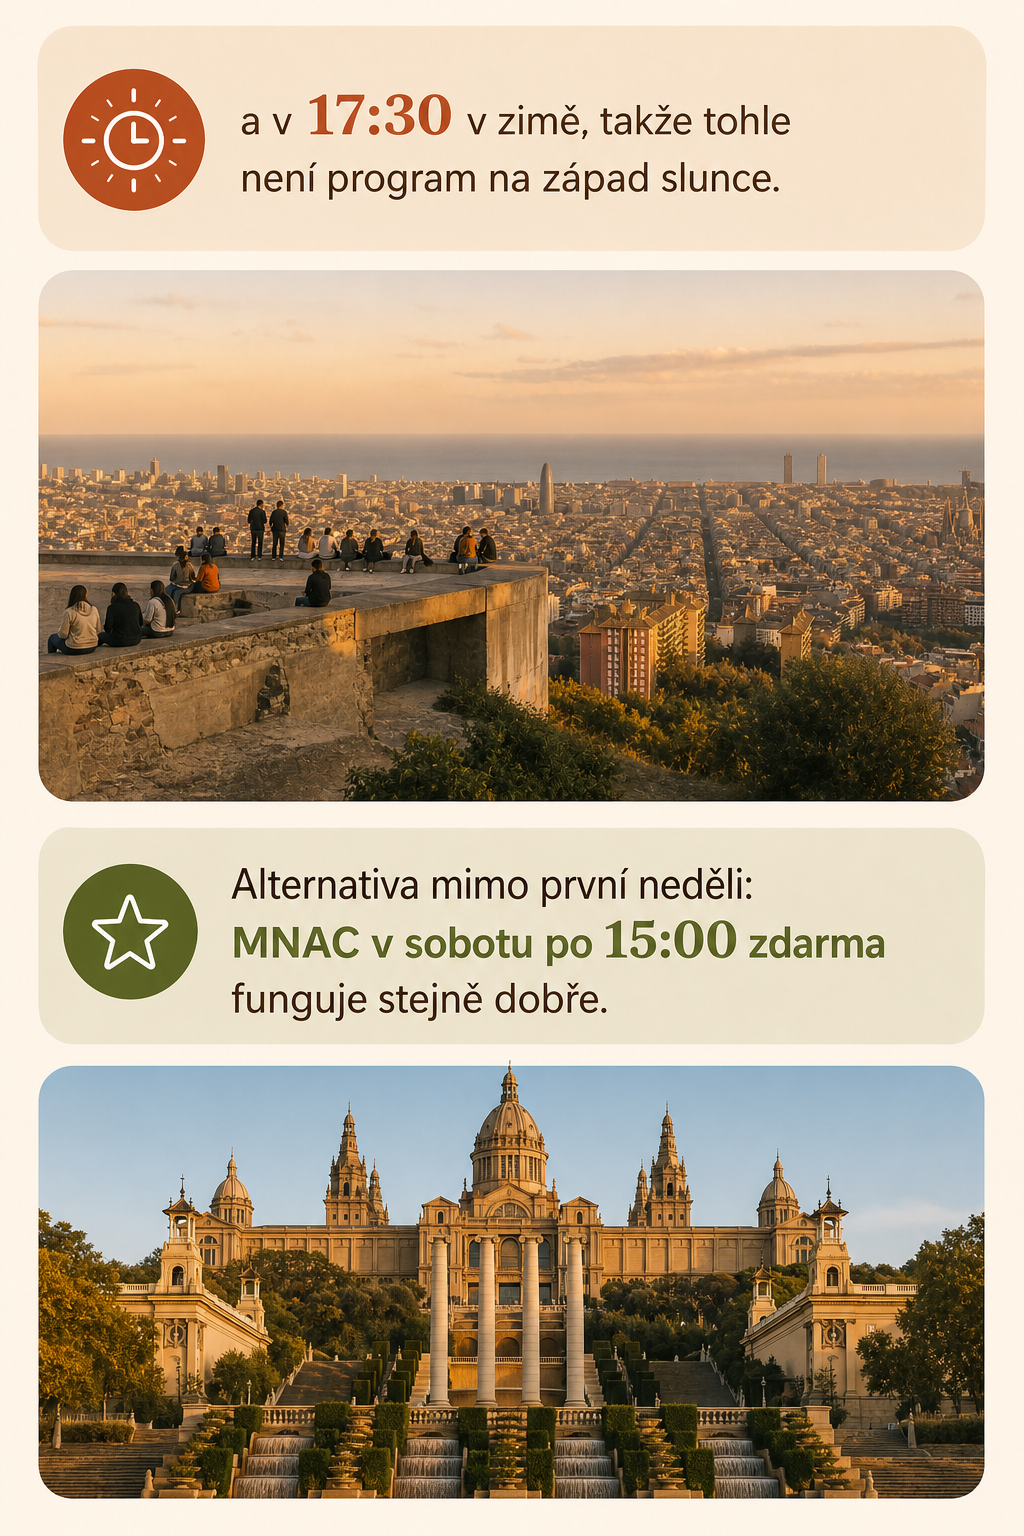 a v 17:30 v zimě, takže tohle
není program na západ slunce.
Alternativa mimo první neděli:
MNAC v sobotu po 15:00 zdarma
funguje stejně dobře.